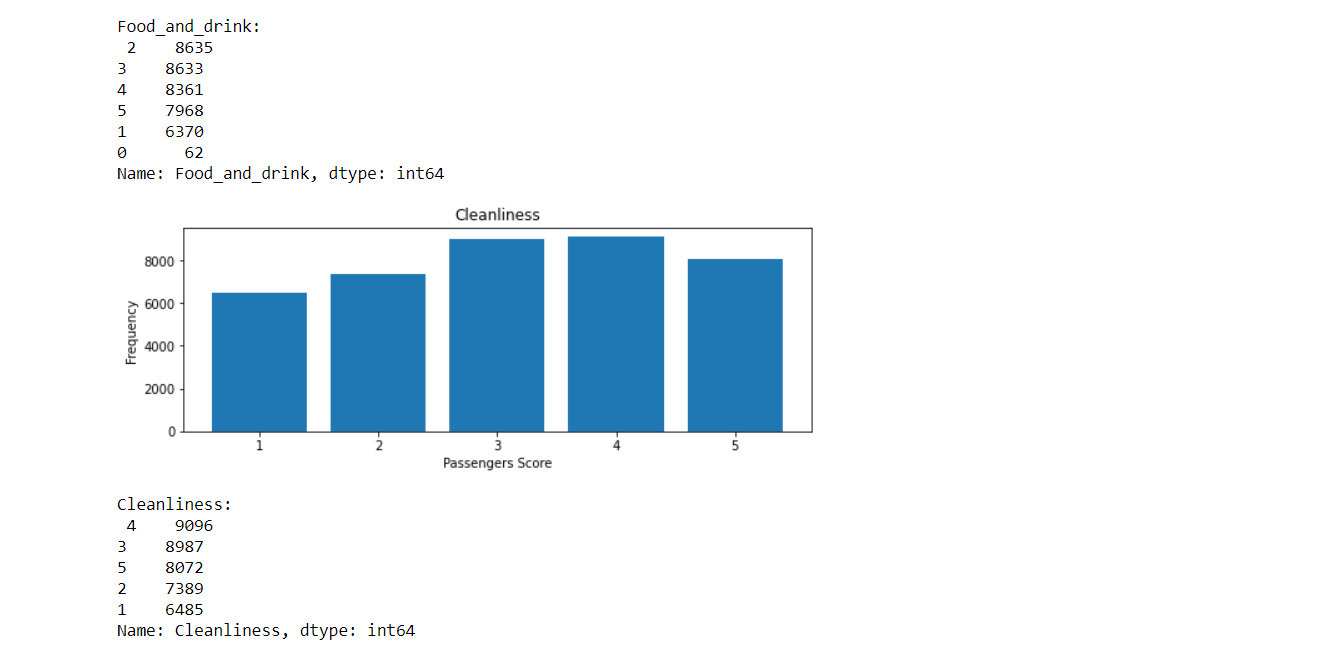 Food_and_drink:
 2    8635
3    8633
4    8361
5    7968
1    6370
0      62
Name: Food_and_drink, dtype: int64
Cleanliness
8000
6000
4000
2000
0
Frequency
1 2 3 4 5
Passengers Score
Cleanliness:
 4    9096
3    8987
5    8072
2    7389
1    6485
Name: Cleanliness, dtype: int64